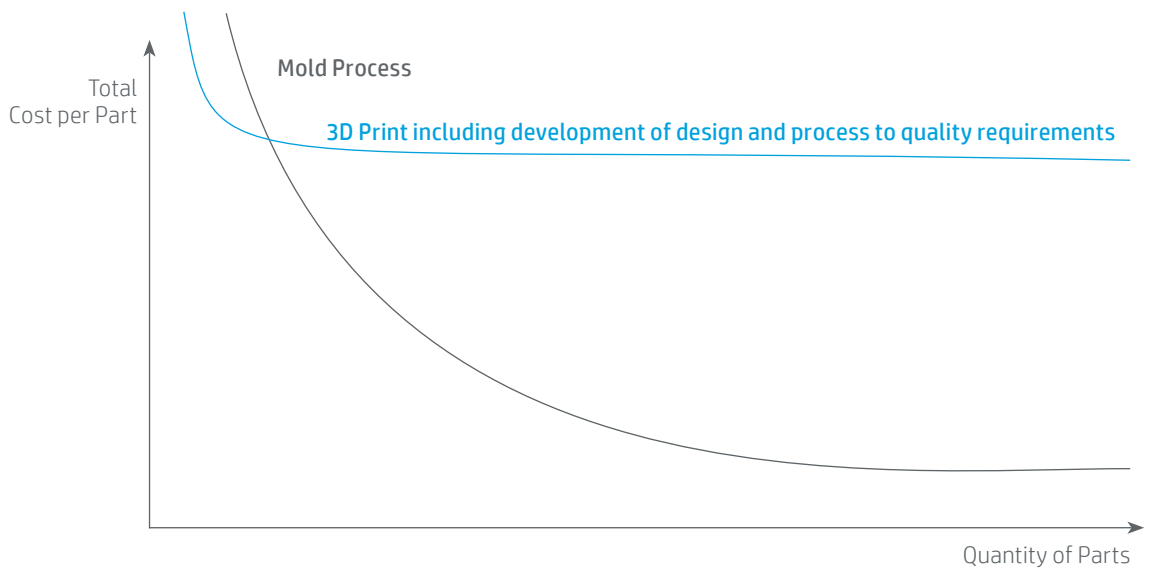 Mold Process
Total
Cost per Part
3D Print including development of design and process to quality requirements
Quantity of Parts